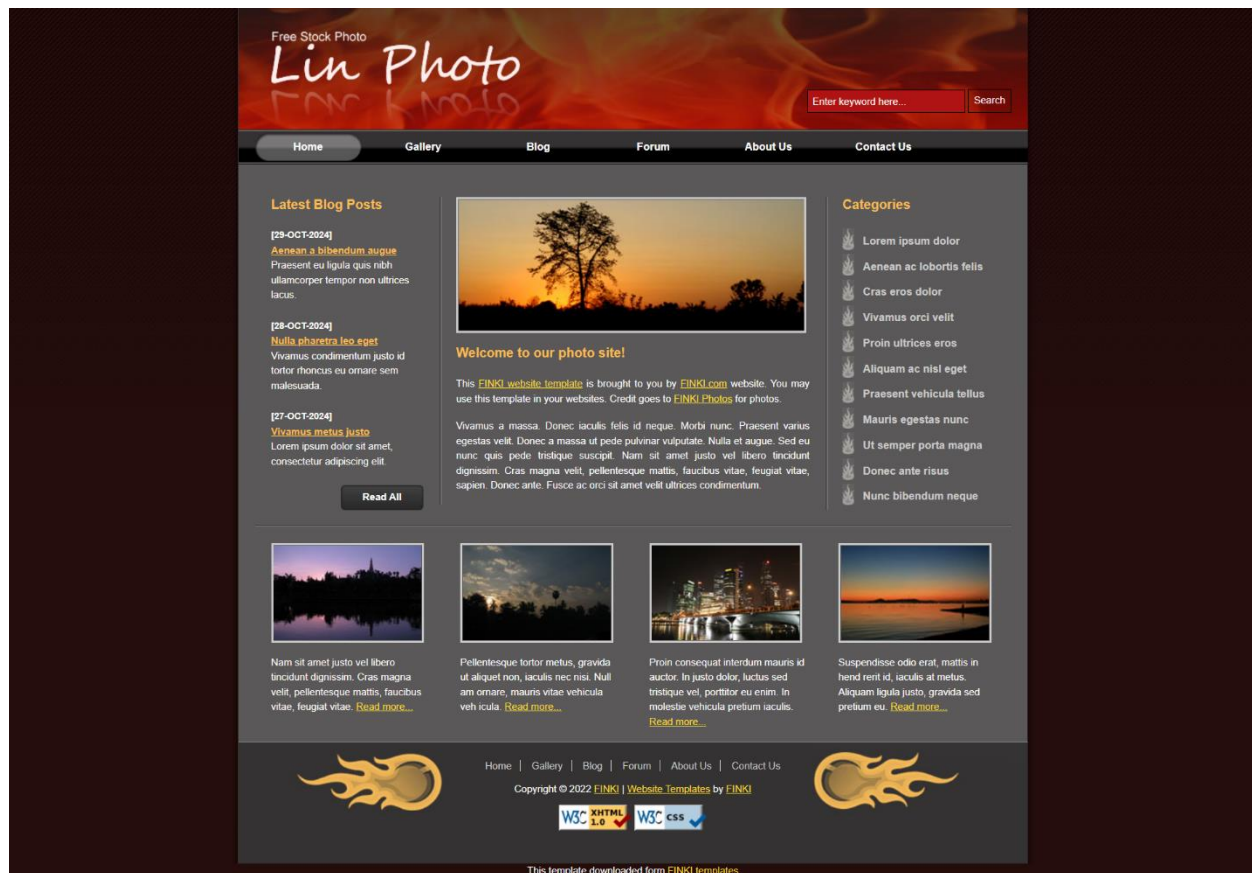 Free Stock Photo
Lin Photo
Enter keyword here...
Search
Home
Gallery
Blog
Forum
About Us
Contact Us
Latest Blog Posts
[29-OCT-2024]
Aenean a bibendum augue
Praesent eu ligula quis nibh
ullamcorper tempor non ultrices
lacus.
[28-OCT-2024]
Nulla pharetra leo eget
Vivamus condimentum justo id
tortor rhoncus eu ornare sem
malesuada.
[27-OCT-2024]
Vivamus metus justo
Lorem ipsum dolor sit amet,
consectetur adipiscing elit.
Read All
Welcome to our photo site!
This FINKI website template is brought to you by FINKI.com website. You may
use this template in your websites. Credit goes to FINKI Photos for photos.
Vivamus a massa. Donec iaculis felis id neque. Morbi nunc. Praesent varius
egestas velit. Donec a massa ut pede pulvinar vulputate. Nulla et augue. Sed eu
nunc quis pede tristique suscipit. Nam sit amet justo vel libero tincidunt
dignissim. Cras magna velit, pellentesque mattis, faucibus vitae, feugiat vitae,
sapien. Donec ante. Fusce ac orci sit amet velit ultrices condimentum.
Categories
Lorem ipsum dolor
Aenean ac lobortis felis
Cras eros dolor
Vivamus orci velit
Proin ultrices eros
Aliquam ac nisl eget
Praesent vehicula tellus
Mauris egestas nunc
Ut semper porta magna
Donec ante risus
Nunc bibendum neque
Nam sit amet justo vel libero
tincidunt dignissim. Cras magna
velit, pellentesque mattis, faucibus
vitae, feugiat vitae. Read more...
Pellentesque tortor metus, gravida
ut aliquet non, iaculis nec nisi. Null
am ornare, mauris vitae vehicula
veh icula. Read more...
Proin consequat interdum mauris id
auctor. In justo dolor, luctus sed
tristique vel, porttitor eu enim. In
molestie vehicula pretium iaculis.
Read more...
Suspendisse odio erat, mattis in
hend rerit id, iaculis at metus.
Aliquam ligula justo, gravida sed
pretium eu. Read more...
Home | Gallery | Blog | Forum | About Us | Contact Us
Copyright © 2022 FINKI | Website Templates by FINKI
W3C XHTML 1.0
W3C css
This template downloaded form FINKI templates